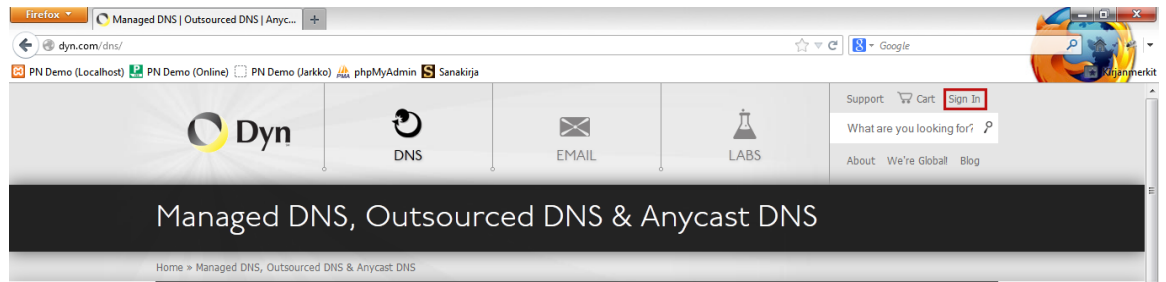 Firefox
Managed DNS | Outsourced DNS | Anyc...
dyn.com/dns/
Google
PN Demo (Localhost) PN Demo (Online) PN Demo (Jarkko) phpMyAdmin Sanakirja
Kirjanmerkit
Support Cart Sign In
Dyn
DNS EMAIL LABS
What are you looking for?
About We're Global! Blog
Managed DNS, Outsourced DNS & Anycast DNS
Home » Managed DNS, Outsourced DNS & Anycast DNS